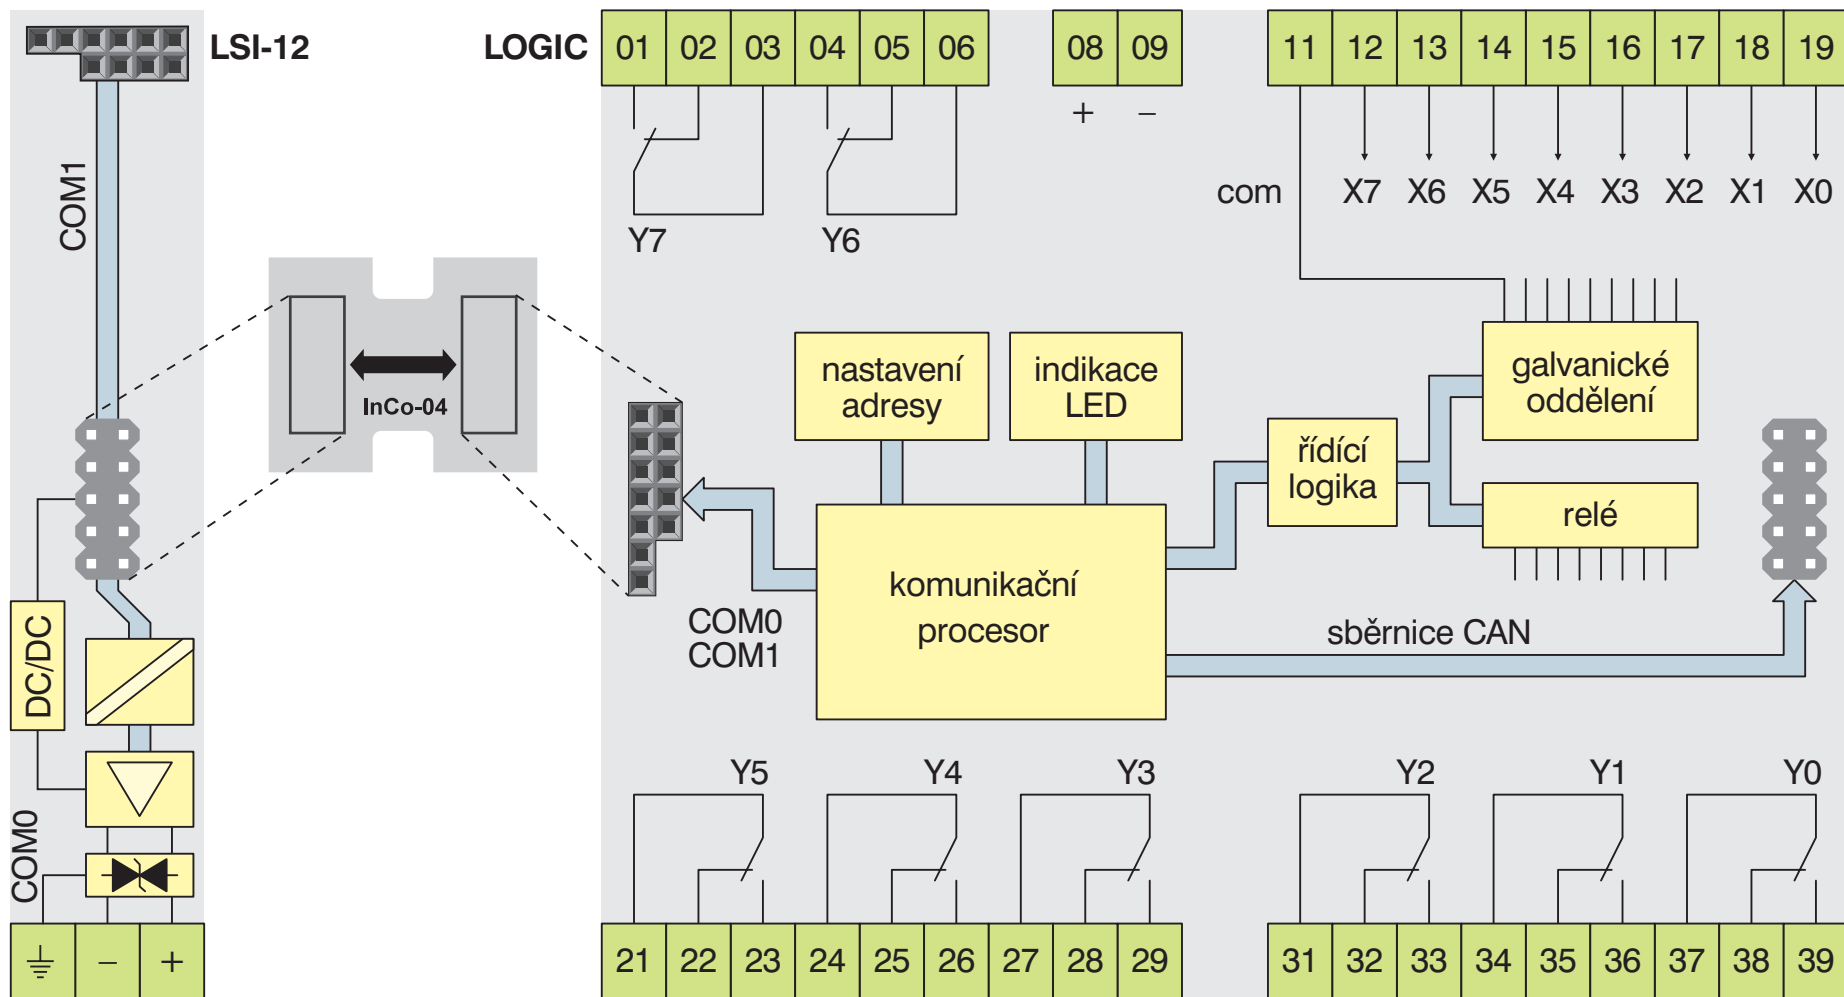 LSI-12
LOGIC
01 02 03 04 05 06
08 09
11 12 13 14 15 16 17 18 19
+ −
COM1
com
X7 X6 X5 X4 X3 X2 X1 X0
Y7 Y6
InCo-04
nastavení
adresy
indikace
LED
galvanické
oddělení
řídící
logika
relé
komunikační
procesor
COM0
COM1
sběrnice CAN
DC/DC
COM0
Y5 Y4 Y3 Y2 Y1 Y0
− +
21 22 23 24 25 26 27 28 29
31 32 33 34 35 36 37 38 39